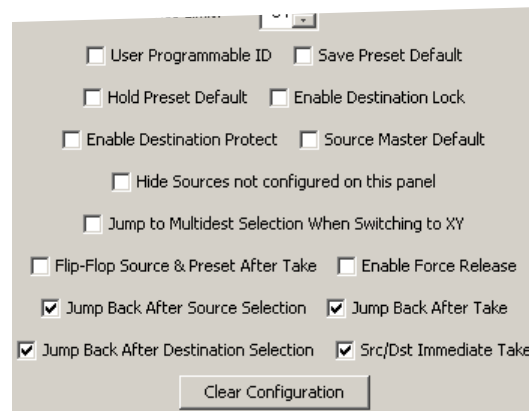 User Programmable ID Save Preset Default
Hold Preset Default Enable Destination Lock
Enable Destination Protect Source Master Default
Hide Sources not configured on this panel
Jump to Multidest Selection When Switching to XY
Flip-Flop Source & Preset After Take Enable Force Release
Jump Back After Source Selection Jump Back After Take
Jump Back After Destination Selection Src/Dst Immediate Take
Clear Configuration